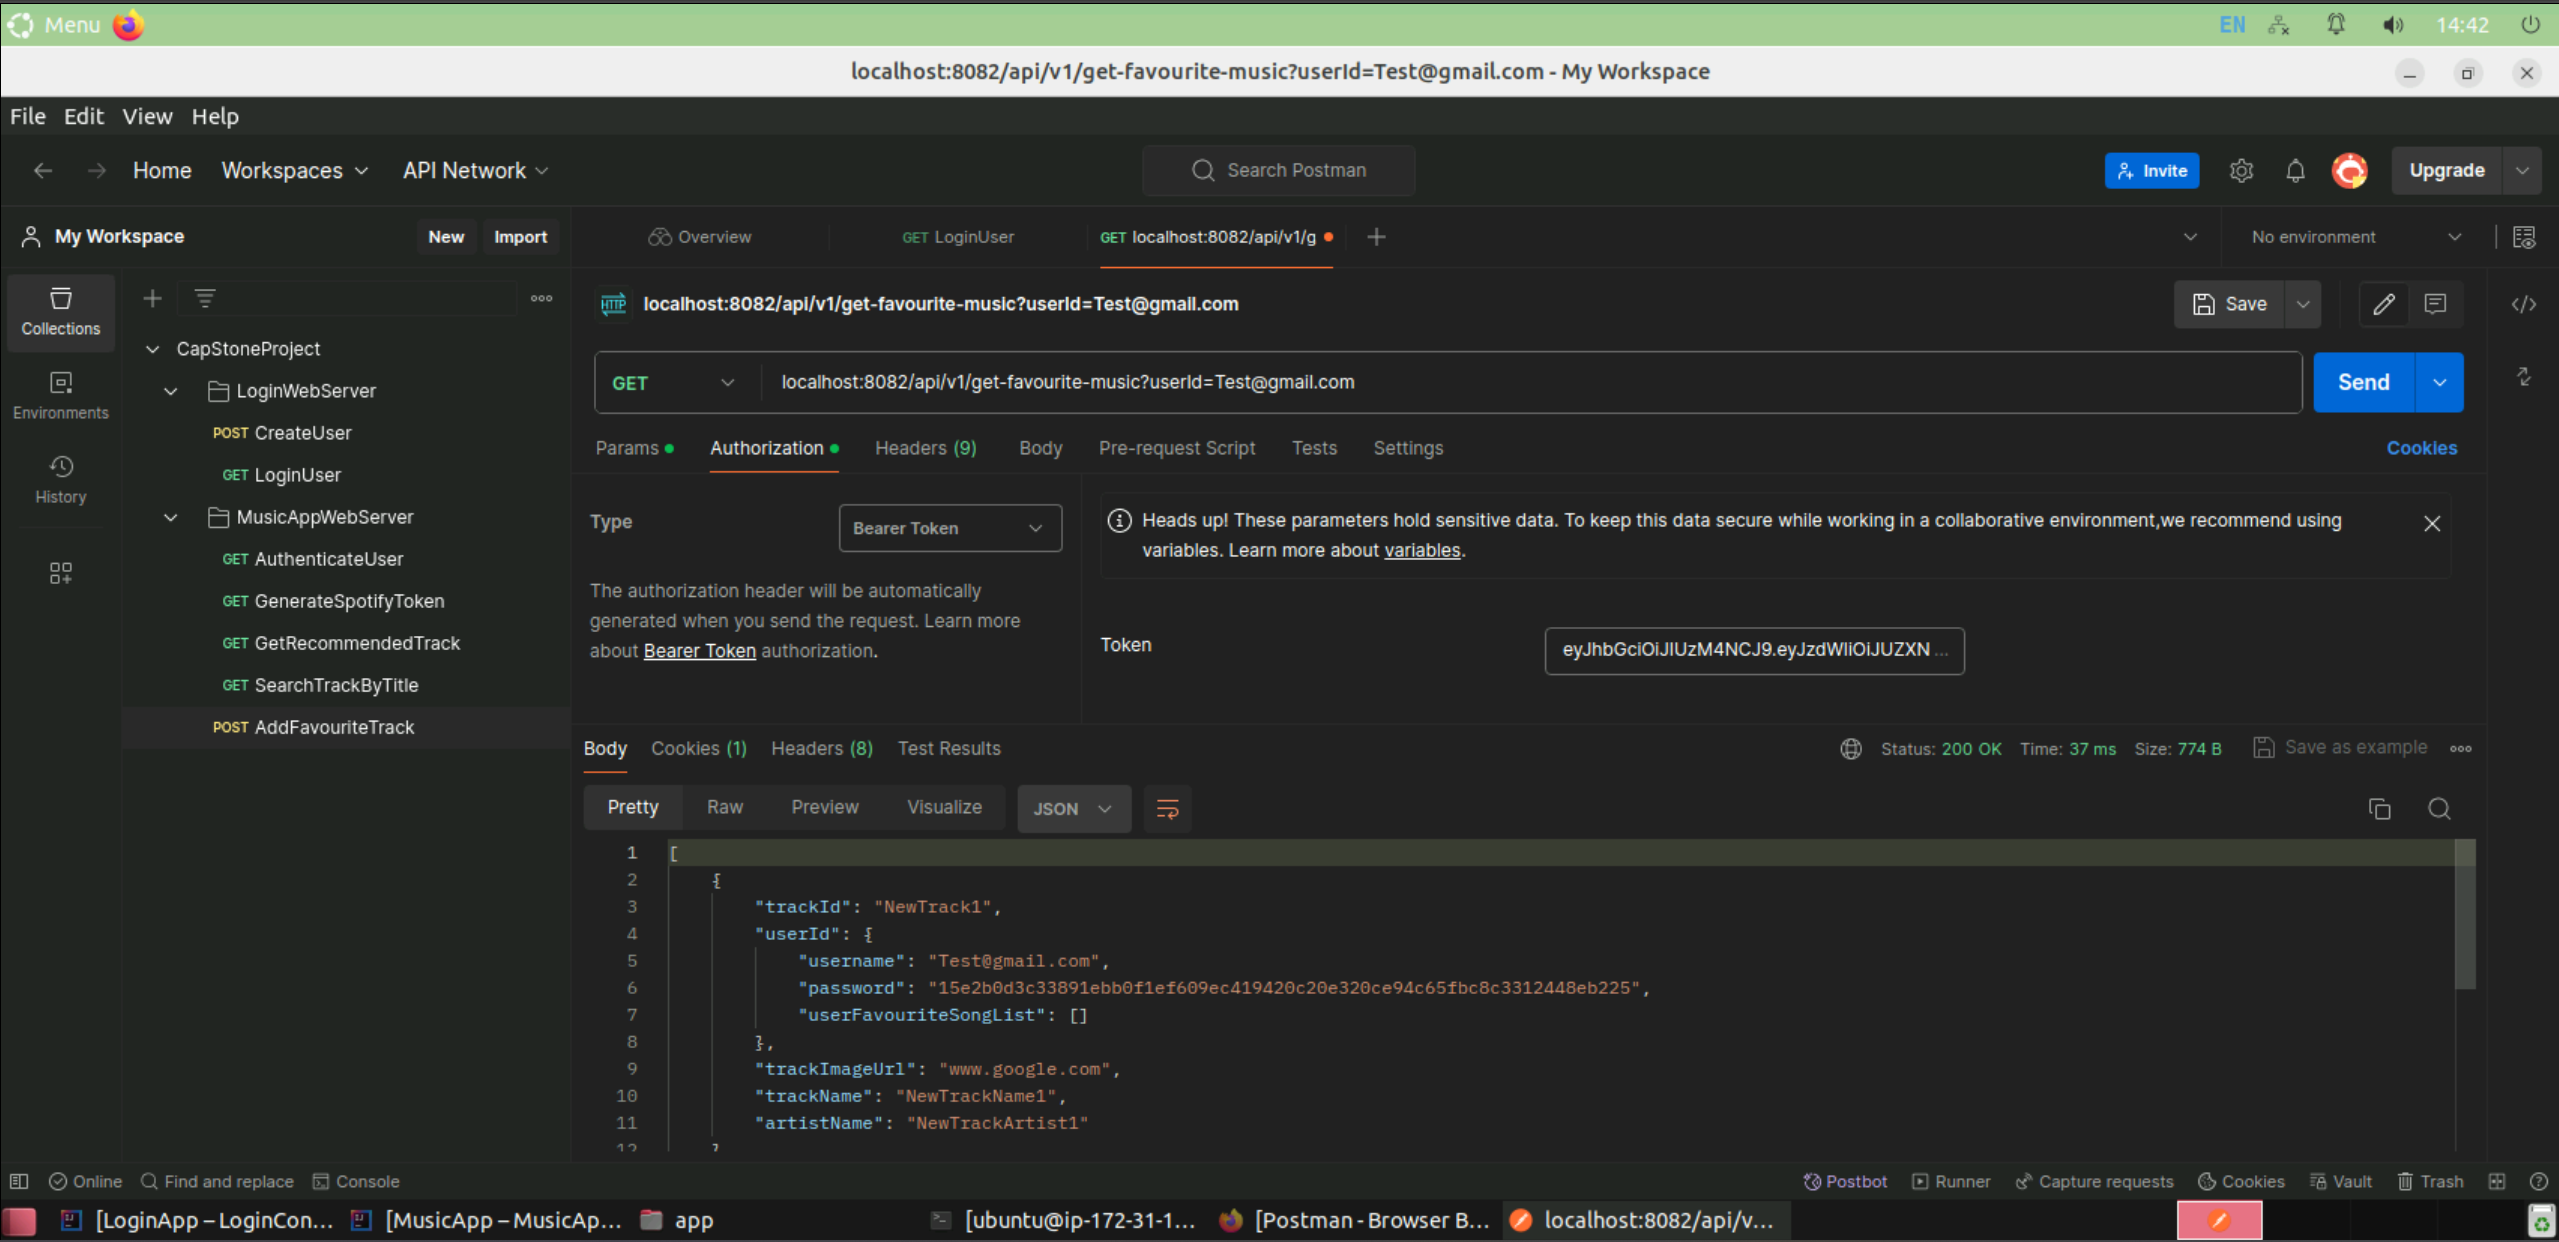 Menu
EN 14:42
localhost:8082/api/v1/get-favourite-music?userId=Test@gmail.com - My Workspace
File Edit View Help
Home Workspaces API Network Search Postman Invite Upgrade
My Workspace New Import Overview GET LoginUser GET localhost:8082/api/v1/g No environment
Collections
Environments
History
CapStoneProject
LoginWebServer
POST CreateUser
GET LoginUser
MusicAppWebServer
GET AuthenticateUser
GET GenerateSpotifyToken
GET GetRecommendedTrack
GET SearchTrackByTitle
POST AddFavouriteTrack
HTTP localhost:8082/api/v1/get-favourite-music?userId=Test@gmail.com Save
GET localhost:8082/api/v1/get-favourite-music?userId=Test@gmail.com Send
Params Authorization Headers (9) Body Pre-request Script Tests Settings Cookies
Type Bearer Token
The authorization header will be automatically
generated when you send the request. Learn more
about Bearer Token authorization.
Heads up! These parameters hold sensitive data. To keep this data secure while working in a collaborative environment,we recommend using
variables. Learn more about variables.
Token eyJhbGciOiJIUzM4NCJ9.eyJzdWIiOiJUZXN ...
Body Cookies (1) Headers (8) Test Results Status: 200 OK Time: 37 ms Size: 774 B Save as example
Pretty Raw Preview Visualize JSON
1 [
2 {
3 "trackId": "NewTrack1",
4 "userId": {
5 "username": "Test@gmail.com",
6 "password": "15e2b0d3c33891ebb0f1ef609ec419420c20e320ce94c65fbc8c3312448eb225",
7 "userFavouriteSongList": []
8 },
9 "trackImageUrl": "www.google.com",
10 "trackName": "NewTrackName1",
11 "artistName": "NewTrackArtist1"
12
Online Find and replace Console Postbot Runner Capture requests Cookies Vault Trash
[LoginApp – LoginCon... [MusicApp – MusicAp... app [ubuntu@ip-172-31-1... [Postman - Browser B... localhost:8082/api/v...